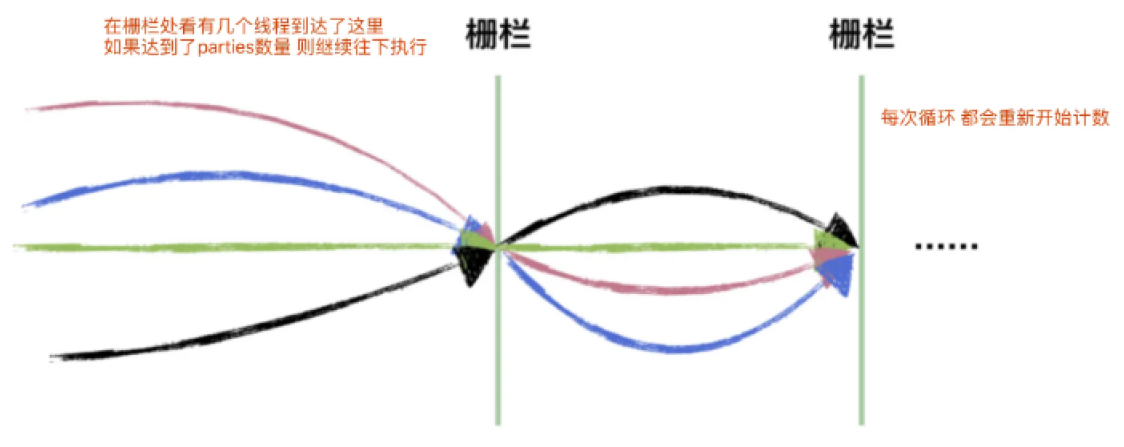 在栅栏处看有几个线程到达了这里
如果达到了parties数量 则继续往下执行
栅栏
栅栏
每次循环 都会重新开始计数
......